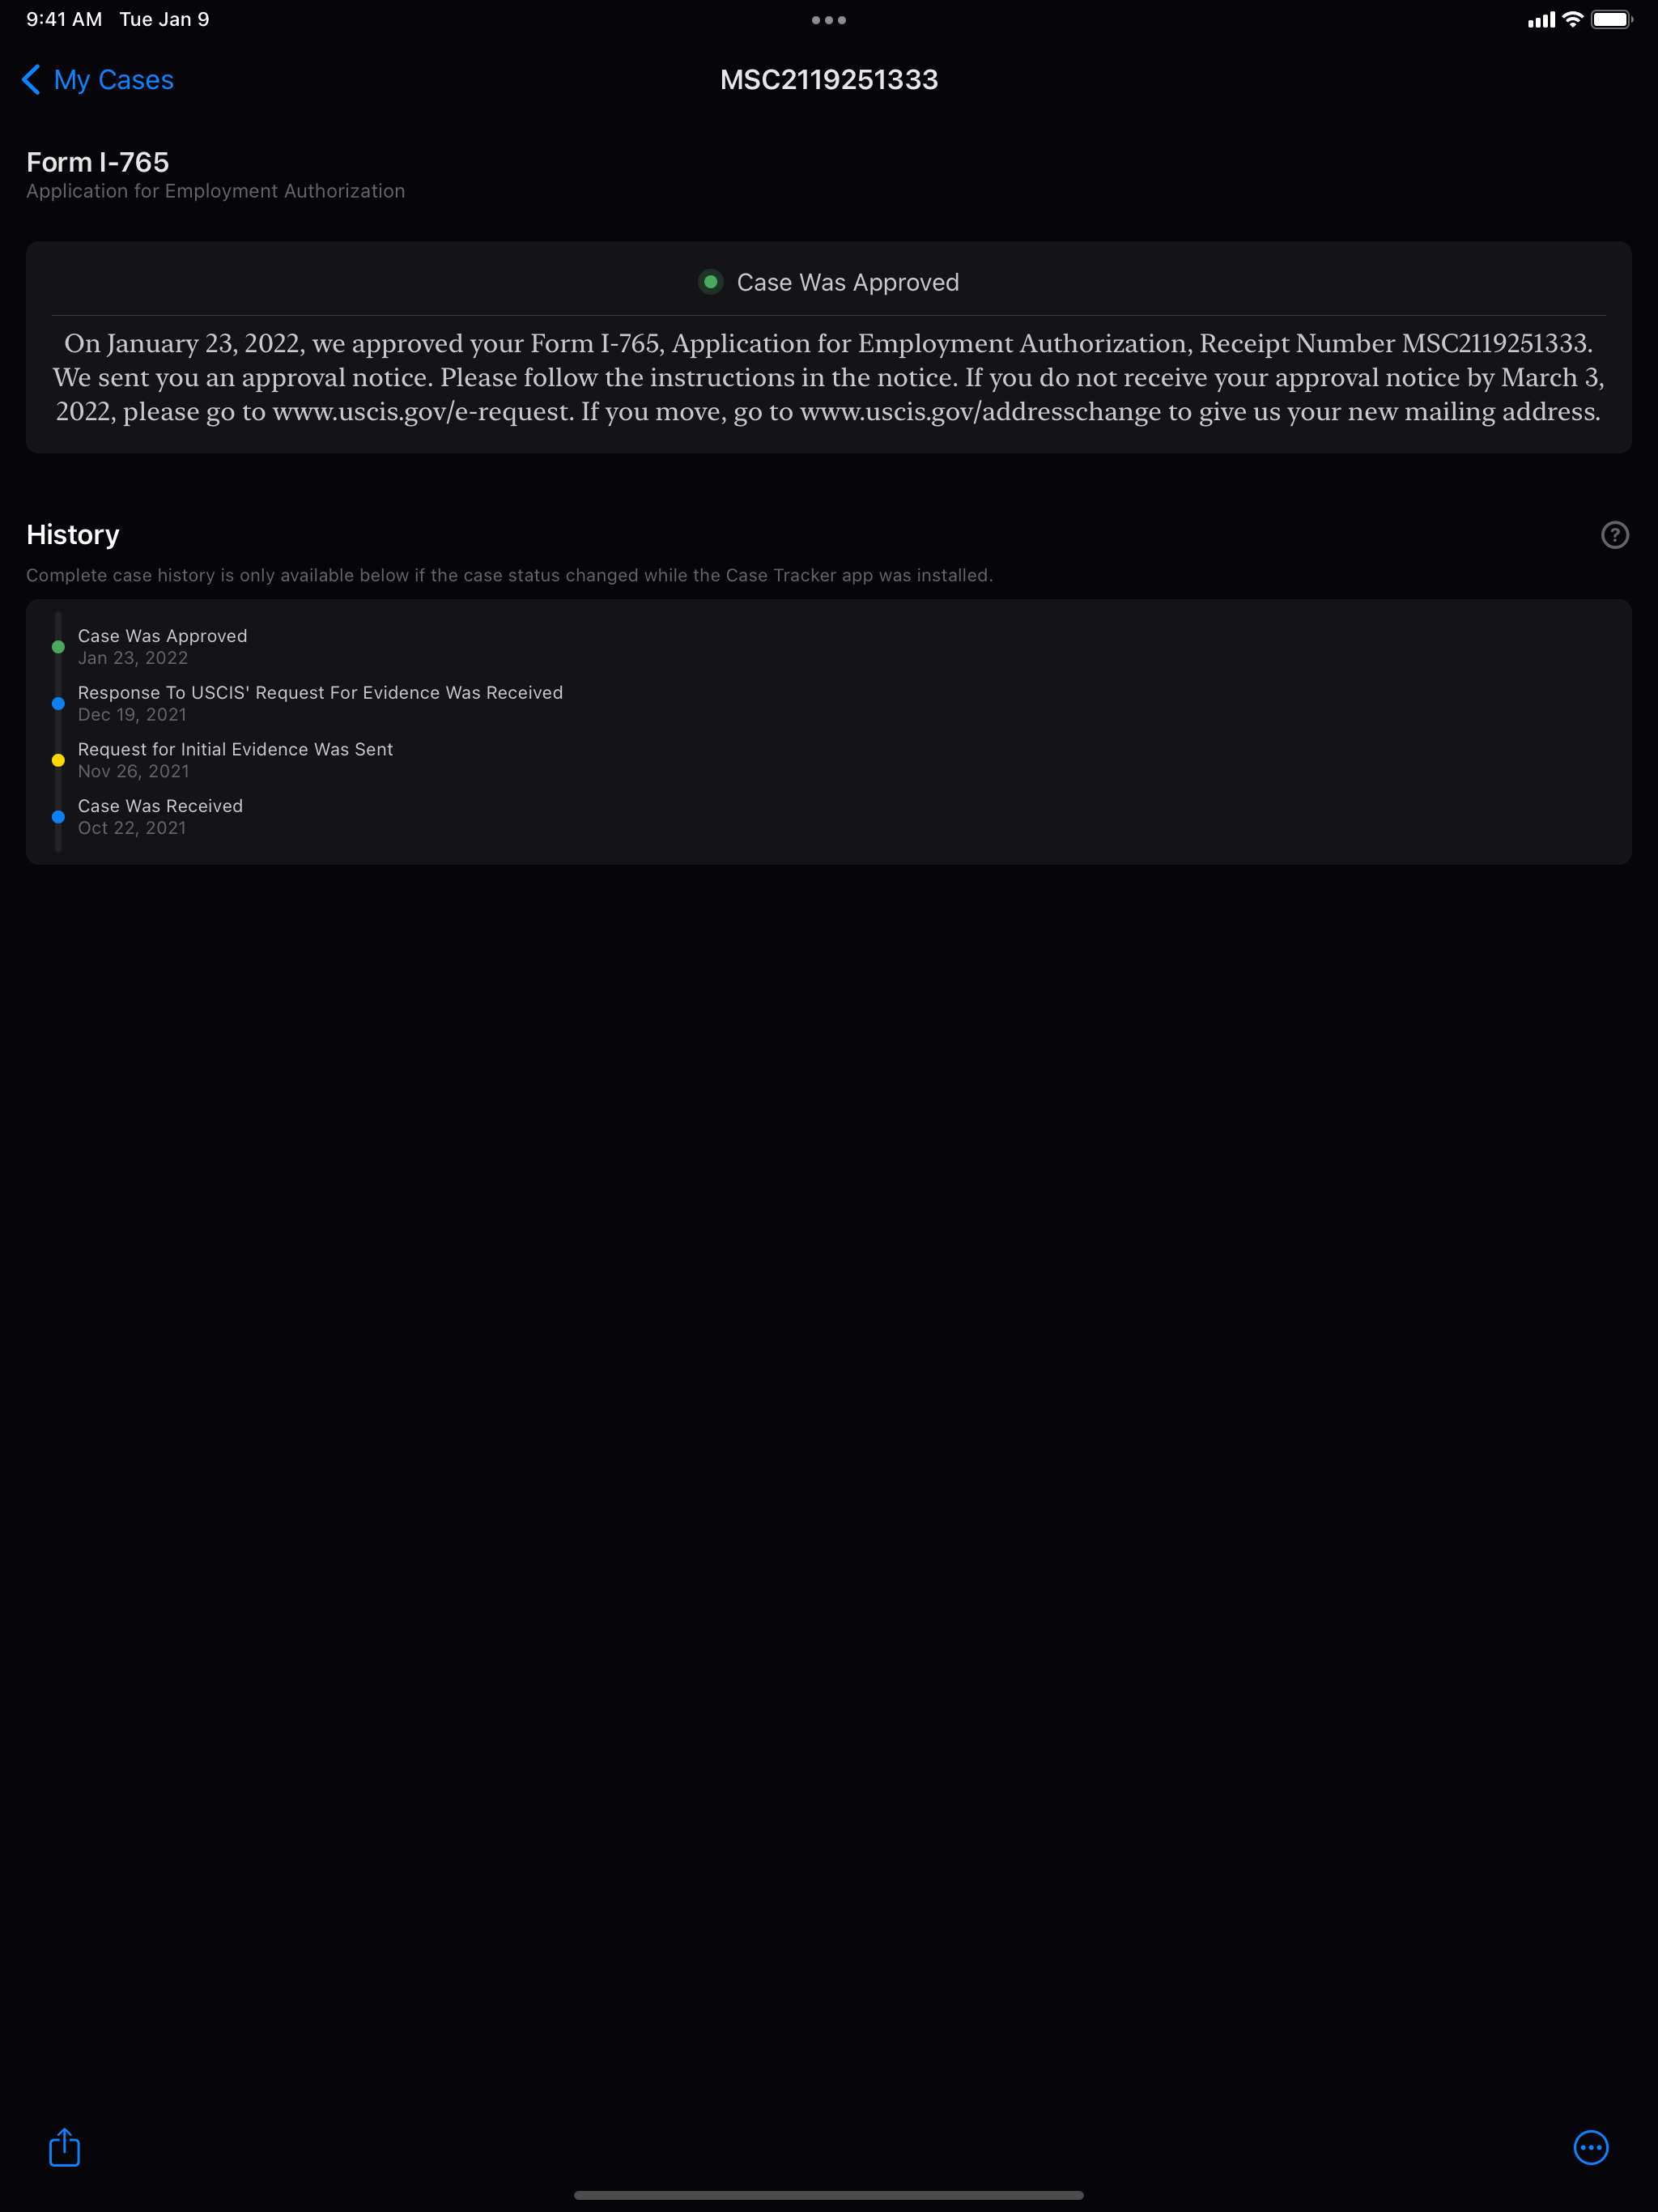 9:41 AM Tue Jan 9
My Cases
MSC2119251333
Form I-765
Application for Employment Authorization
Case Was Approved
On January 23, 2022, we approved your Form I-765, Application for Employment Authorization, Receipt Number MSC2119251333.
We sent you an approval notice. Please follow the instructions in the notice. If you do not receive your approval notice by March 3,
2022, please go to www.uscis.gov/e-request. If you move, go to www.uscis.gov/addresschange to give us your new mailing address.
History
?
Complete case history is only available below if the case status changed while the Case Tracker app was installed.
Case Was Approved
Jan 23, 2022
Response To USCIS' Request For Evidence Was Received
Dec 19, 2021
Request for Initial Evidence Was Sent
Nov 26, 2021
Case Was Received
Oct 22, 2021